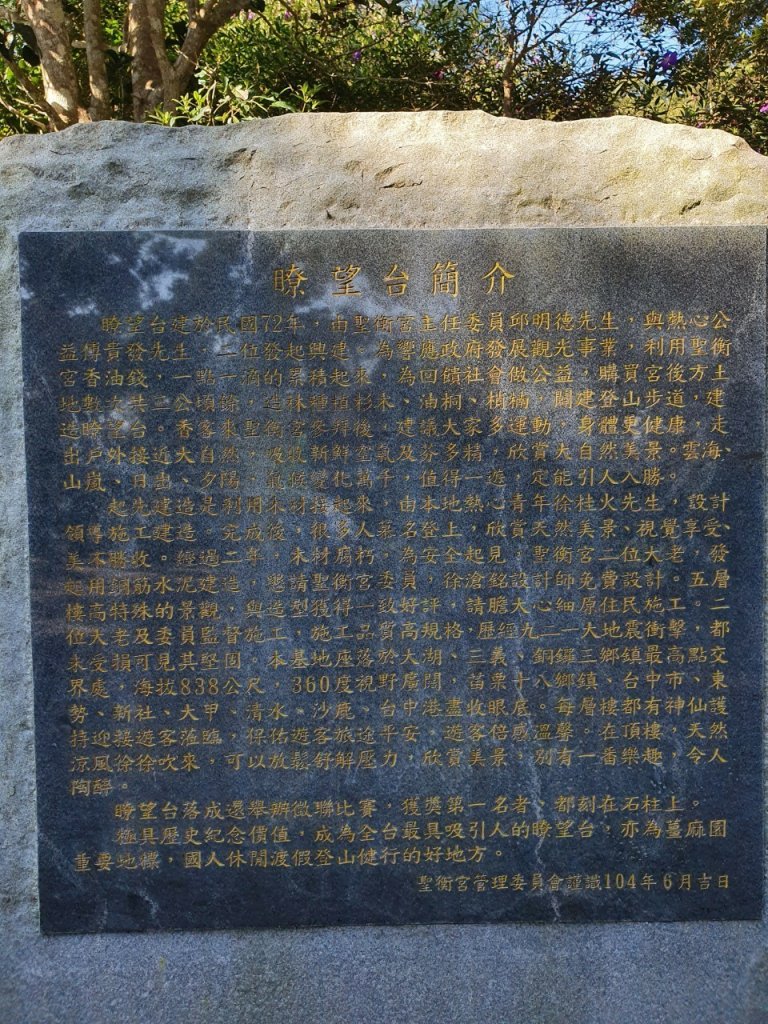 瞭望台簡介
瞭望台建於民國72年，由聖衡宮主任委員邱明德先生，與熱心公
益傅貴發先生，二位發起興建。為響應政府發展觀光事業，利用聖衡
宮香油錢，一點一滴的累積起來，為回饋社會做公益，購買宮後方土
地數次共三公頃餘，造林種植杉木、油桐、梢楠，開建登山步道，建
造瞭望台。香客來聖衡宮參拜後，建議大家多運動，身體更健康，走
出戶外接近大自然，吸收新鮮空氣及芬多精，欣賞大自然美景。雲海、
山嵐、日出、夕陽，氣候變化萬千，值得一遊，定能引人入勝。
起先建造是利用木材搭起來，由本地熱心青年徐桂火先生，設計
領導施工建造，完成後，很多人慕名登上，欣賞天然美景、視覺享受、
美不勝收。經過二年，木材腐朽，為安全起見，聖衡宮二位大老，發
起用鋼筋水泥建造，懇請聖衡宮委員，徐滄銘設計師免費設計。五層
樓高特殊的景觀，與造型獲得一致好評，請膽大心細原住民施工。二
位大老及委員監督施工，施工品質高規格，歷經九二一大地震衝擊，都
未受損可見其堅固。本基地座落於大湖、三義、銅鑼三鄉鎮最高點交
界處，海拔838公尺，360度視野廣闊，苗栗十八鄉鎮、台中市、東
勢、新社、大甲、清水、沙鹿、台中港盡收眼底。每層樓都有神仙護
持迎接遊客蒞臨，保佑遊客旅途平安，遊客倍感溫馨。在頂樓，天然
涼風徐徐吹來，可以放鬆舒解壓力，欣賞美景，別有一番樂趣，令人
陶醉。
瞭望台落成還舉辦徵聯比賽，獲獎第一名者，都刻在石柱上。
極具歷史紀念價值，成為全台最具吸引人的瞭望台，亦為薑麻園
重要地標，國人休閒渡假登山健行的好地方。
聖衡宮管理委員會謹識104年6月吉日